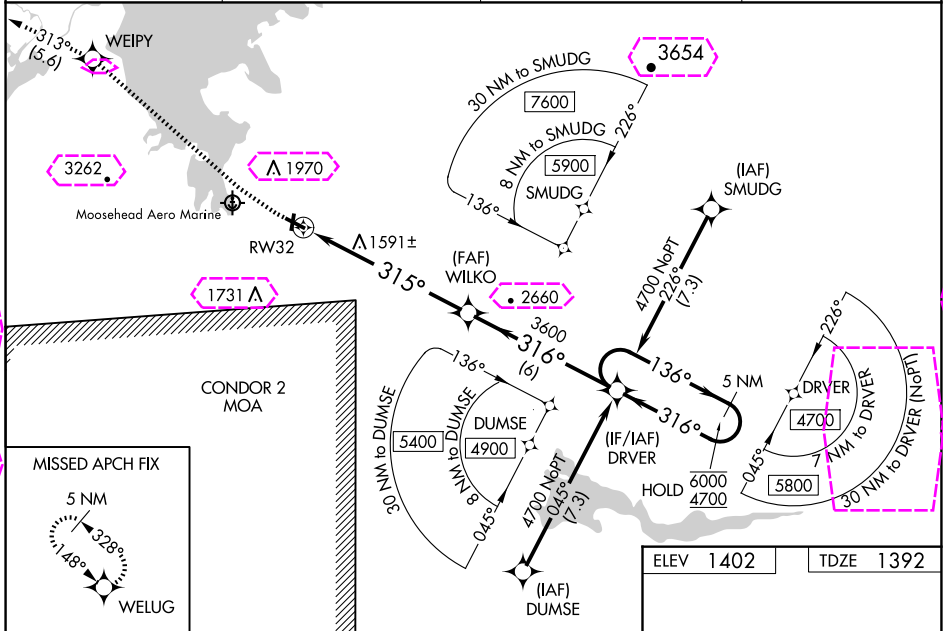 313°
(5.6)
WEIPY
3262
Λ 1970
Moosehead Aero Marine
RW32
Λ 1591±
1731 Λ
315°
(FAF)
WILKO
2660
3600
316°
(6)
30 NM to SMUDG
7600
8 NM to SMUDG
5900
SMUDG
226°
136°
3654
(IAF)
SMUDG
4700 NoPT
226°
(7.3)
136°
5 NM
316°
(IF/IAF)
DRVER
HOLD
6000
4700
226°
DRVER
4700
7 NM to DRVER
5800
30 NM to DRVER (NoPT)
045°
CONDOR 2
MOA
30 NM to DUMSE
5400
8 NM to DUMSE
4900
DUMSE
136°
045°
4700 NoPT
045°
(7.3)
(IAF)
DUMSE
MISSED APCH FIX
5 NM
328°
148°
WELUG
ELEV 1402
TDZE 1392